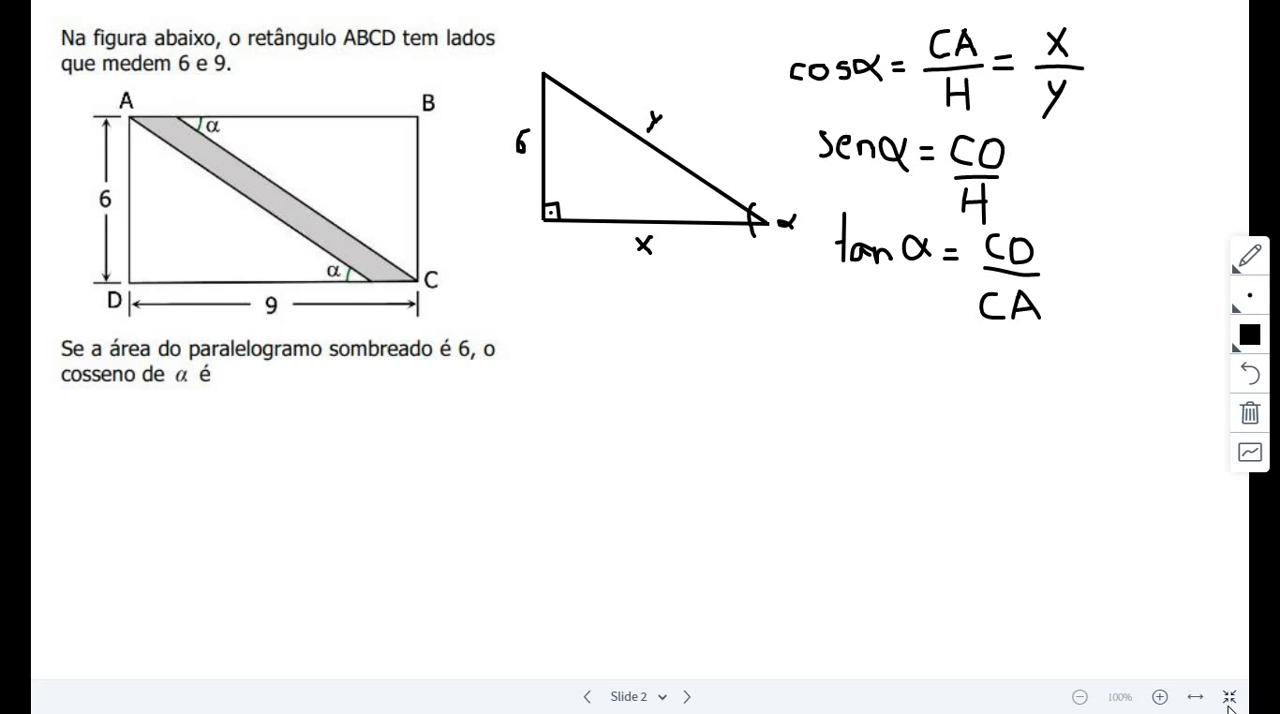 Na figura abaixo, o retângulo ABCD tem lados
que medem 6 e 9.
A
B
α
6
α
C
D
9
Se a área do paralelogramo sombreado é 6, o
cosseno de α é
6
y
x
α
cosα = CA/H = x/y
senα = CO/H
tan α = CO/CA
Slide 2
100%